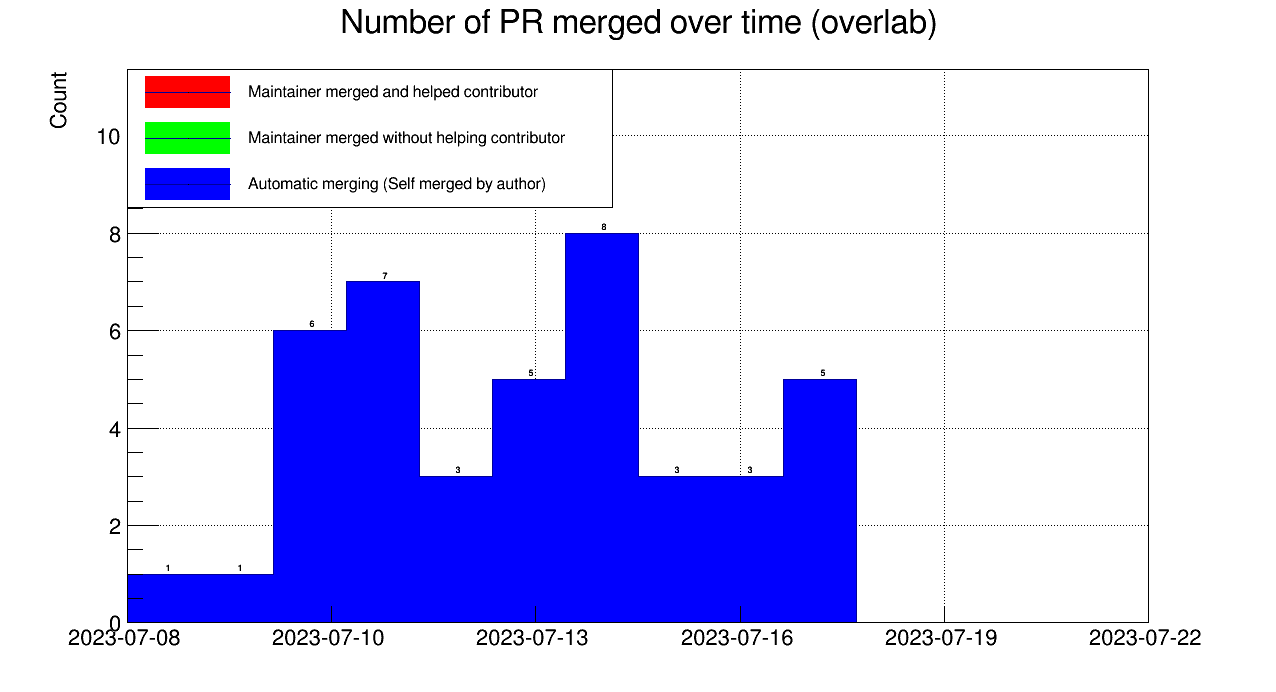 Number of PR merged over time (overlab)
Count
Maintainer merged and helped contributor
Maintainer merged without helping contributor
Automatic merging (Self merged by author)
10
8
6
4
2
0
1
1
6
7
3
5
8
3
3
5
2023-07-08 2023-07-10 2023-07-13 2023-07-16 2023-07-19 2023-07-22